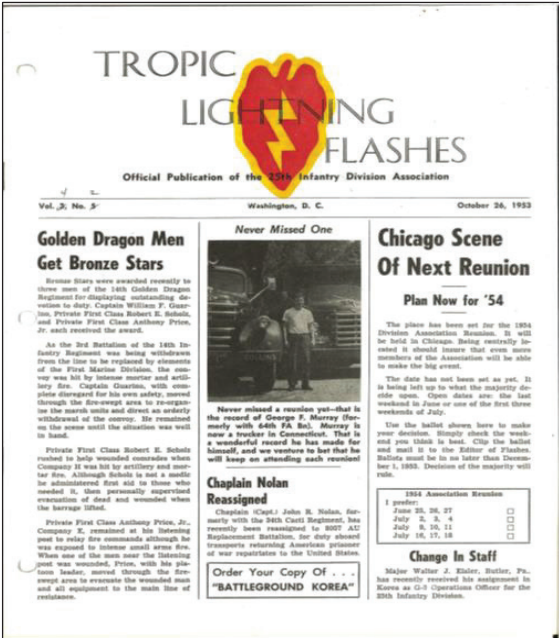 TROPIC
LIGHTNING
FLASHES
Official Publication of the 25th Infantry Division Association
4 2
Vol. 3, No. 5
Washington, D. C.
October 26, 1953
Golden Dragon Men
Get Bronze Stars
Bronze Stars were awarded recently to
three men of the 14th Golden Dragon
Regiment for displaying outstanding de-
votion to duty. Captain William F. Guar-
ino, Private First Class Robert E. Scholz,
and Private First Class Anthony Price,
Jr. each received the award.
As the 3rd Battalion of the 14th In-
fantry Regiment was being withdrawn
from the line to be replaced by elements
of the First Marine Division, the con-
voy was hit by intense mortar and artill-
ery fire. Captain Guarino, with com-
plete disregard for his own safety, moved
through the fire-swept area to re-organ-
ize the march units and direct an orderly
withdrawal of the convoy. He remained
on the scene until the situation was well
in hand.
Private First Class Robert E. Scholz
rushed to help wounded comrades when
Company H was hit by artillery and mor-
tar fire. Although Scholz is not a medic
he administered first aid to those who
needed it, then personally supervised
evacuation of dead and wounded when
the barrage lifted.
Private First Class Anthony Price, Jr.,
Company E, remained at his listening
post to relay fire commands although he
was exposed to intense small arms fire.
When one of the men near the listening
post was wounded, Price, with his pla-
toon leader, moved through the fire-
swept area to evacuate the wounded man
and all equipment to the main line of
resistance.
Never Missed One
Never missed a reunion yet—that is
the record of George F. Murray (for-
merly with 64th FA Bn). Murray is
now a trucker in Connecticut. That is
a wonderful record he has made for
himself, and we venture to bet that he
will keep on attending each reunion!
Chaplain Nolan
Reassigned
Chaplain (Capt.) John R. Nolan, for-
merly with the 24th Cacti Regiment, has
recently been reassigned to 8057 AU
Replacement Battalion, for duty aboard
transports returning American prisoner
of war repatriates to the United States.
Order Your Copy Of . . .
"BATTLEGROUND KOREA"
Chicago Scene
Of Next Reunion
Plan Now for '54
The place has been set for the 1954
Division Association Reunion. It will
be held in Chicago. Being centrally lo-
cated it should insure that even more
members of the Association will be able
to make the big event.
The date has not been set as yet. It
is being left up to what the majority de-
cide upon. Open dates are: the last
weekend in June or one of the first three
weekends of July.
Use the ballot shown here to make
your decision. Simply check the week-
end you think is best. Clip the ballot
and mail it to the Editor of Flashes.
Ballots must be in no later than Decem-
ber 1, 1953. Decision of the majority will
rule.
1954 Association Reunion
I prefer:
June 25, 26, 27
July 2, 3, 4
July 9, 10, 11
July 16, 17, 18
Change In Staff
Major Walter J. Eisler, Butler, Pa.,
has recently received his assignment in
Korea as G-3 Operations Officer for the
25th Infantry Division.